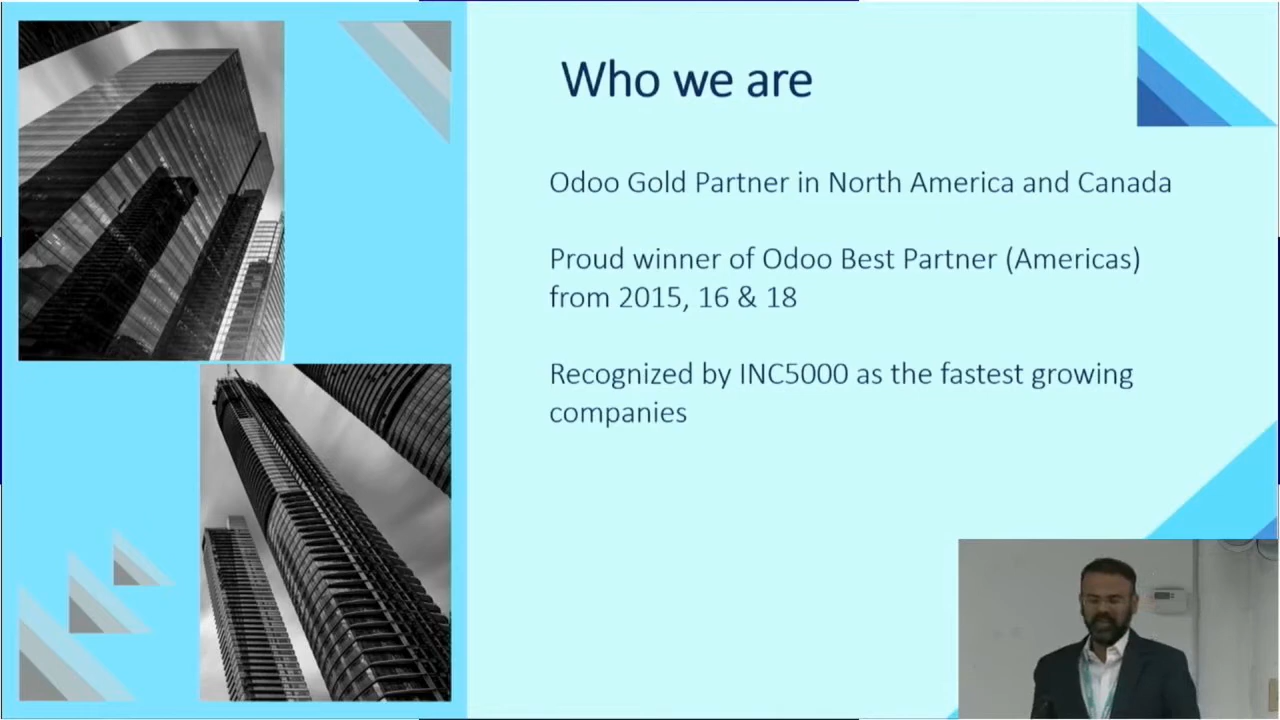 Who we are
Odoo Gold Partner in North America and Canada
Proud winner of Odoo Best Partner (Americas)
from 2015, 16 & 18
Recognized by INC5000 as the fastest growing
companies